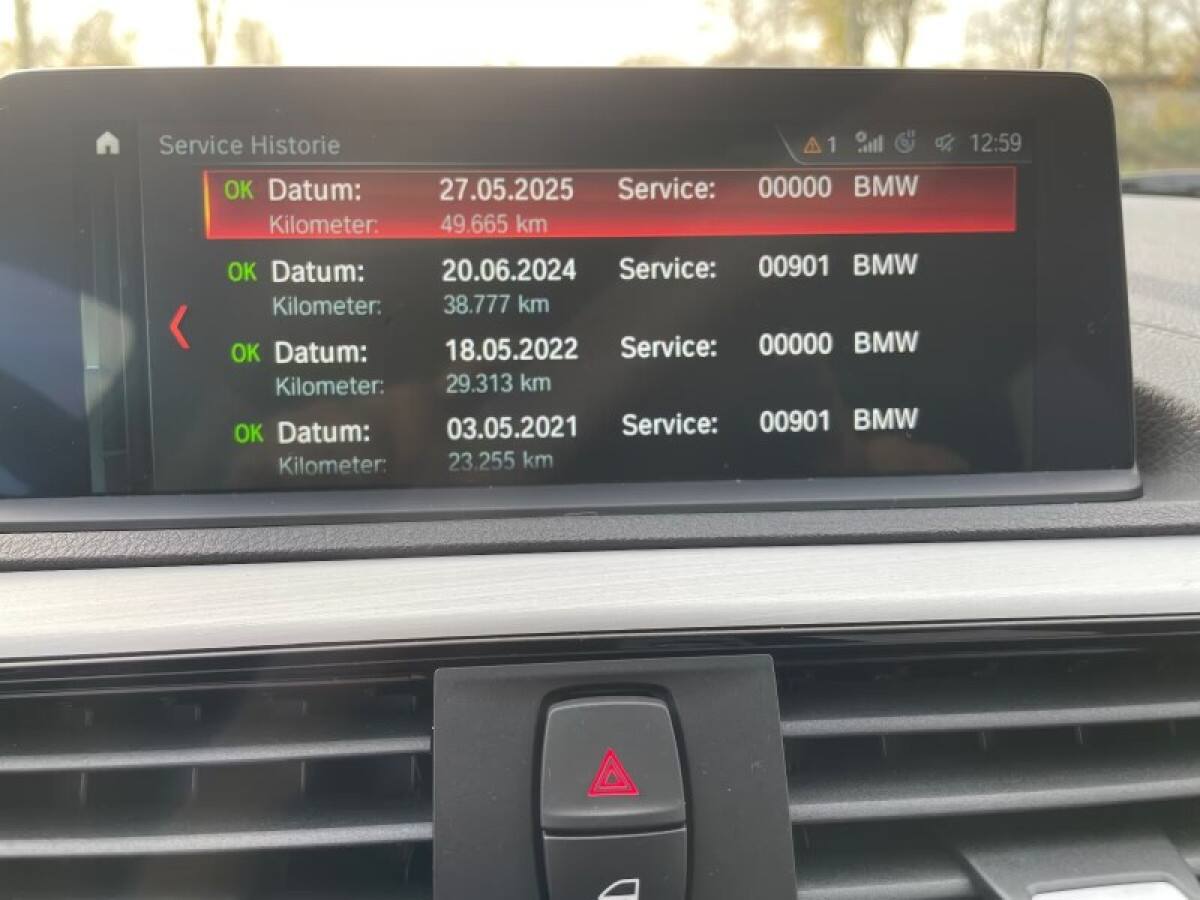 Service Historie 1 12:59
OK Datum: 27.05.2025 Service: 00000 BMW
Kilometer: 49.665 km
OK Datum: 20.06.2024 Service: 00901 BMW
Kilometer: 38.777 km
OK Datum: 18.05.2022 Service: 00000 BMW
Kilometer: 29.313 km
OK Datum: 03.05.2021 Service: 00901 BMW
Kilometer: 23.255 km